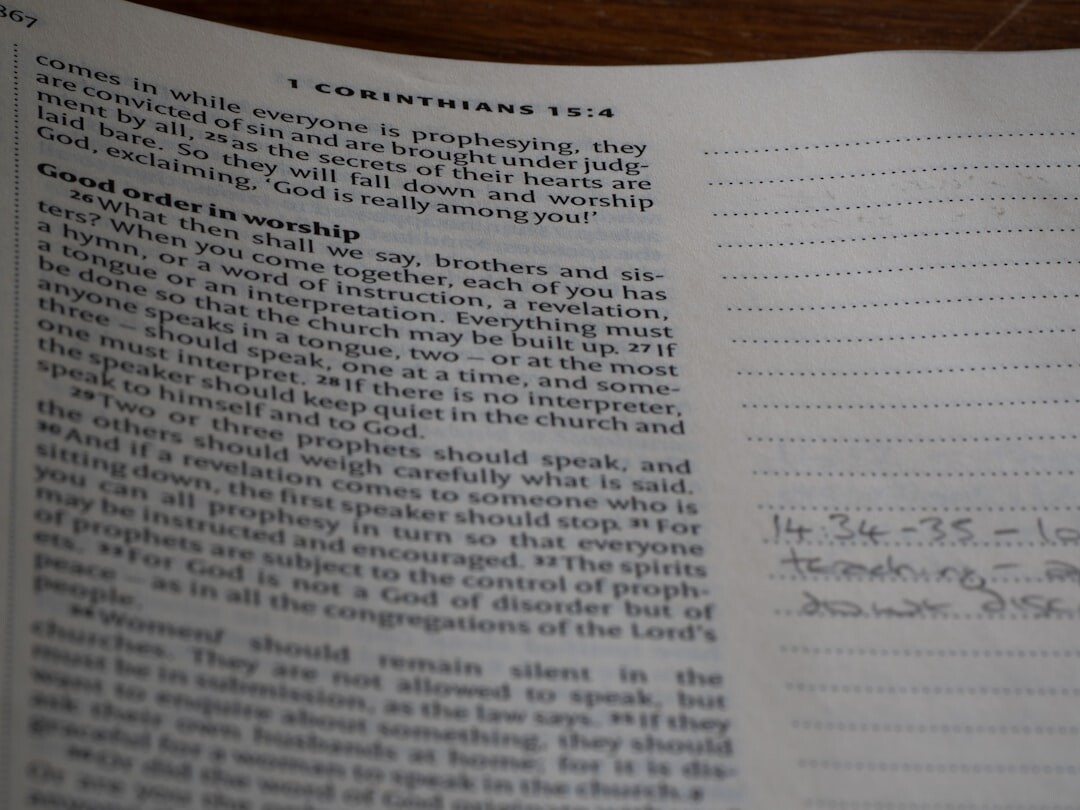 367
1 CORINTHIANS 15:4
comes in while everyone is prophesying, they
are convicted of sin and are brought under judg-
ment by all, 25 as the secrets of their hearts are
laid bare. So they will fall down and worship
God, exclaiming, ‘God is really among you!’
Good order in worship
26 What then shall we say, brothers and sis-
ters? When you come together, each of you has
a hymn, or a word of instruction, a revelation,
a tongue or an interpretation. Everything must
be done so that the church may be built up. 27 If
anyone speaks in a tongue, two – or at the most
three – should speak, one at a time, and some-
one must interpret. 28 If there is no interpreter,
the speaker should keep quiet in the church and
speak to himself and to God.
29 Two or three prophets should speak, and
the others should weigh carefully what is said.
30 And if a revelation comes to someone who is
sitting down, the first speaker should stop. 31 For
you can all prophesy in turn so that everyone
may be instructed and encouraged. 32 The spirits
of prophets are subject to the control of proph-
ets. 33 For God is not a God of disorder but of
peace – as in all the congregations of the Lord’s
people.
34 Women f should remain silent in the
churches. They are not allowed to speak, but
must be in submission, as the law says. 35 If they
want to enquire about something, they should
ask their own husbands at home; for it is dis-
graceful for a woman to speak in the church.
36 Or did the word of God
14:34-35 -
teaching -